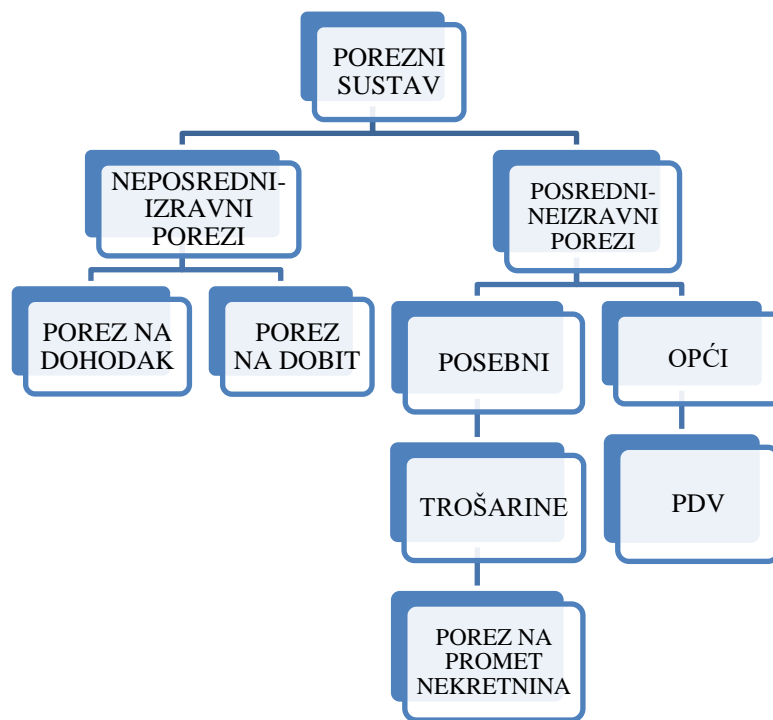 POREZNI
SUSTAV
NEPOSREDNI-
IZRAVNI
POREZI
POSREDNI-
NEIZRAVNI
POREZI
POREZ NA
DOHODAK
POREZ
NA DOBIT
POSEBNI
OPĆI
TROŠARINE
PDV
POREZ NA
PROMET
NEKRETNINA